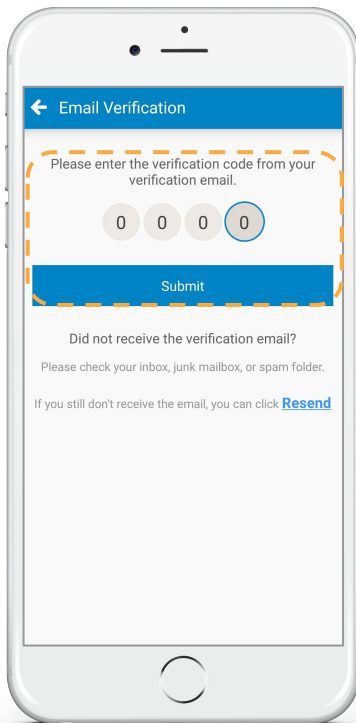 Email Verification
Please enter the verification code from your
verification email.
0 0 0 0
Submit
Did not receive the verification email?
Please check your inbox, junk mailbox, or spam folder.
If you still don't receive the email, you can click Resend